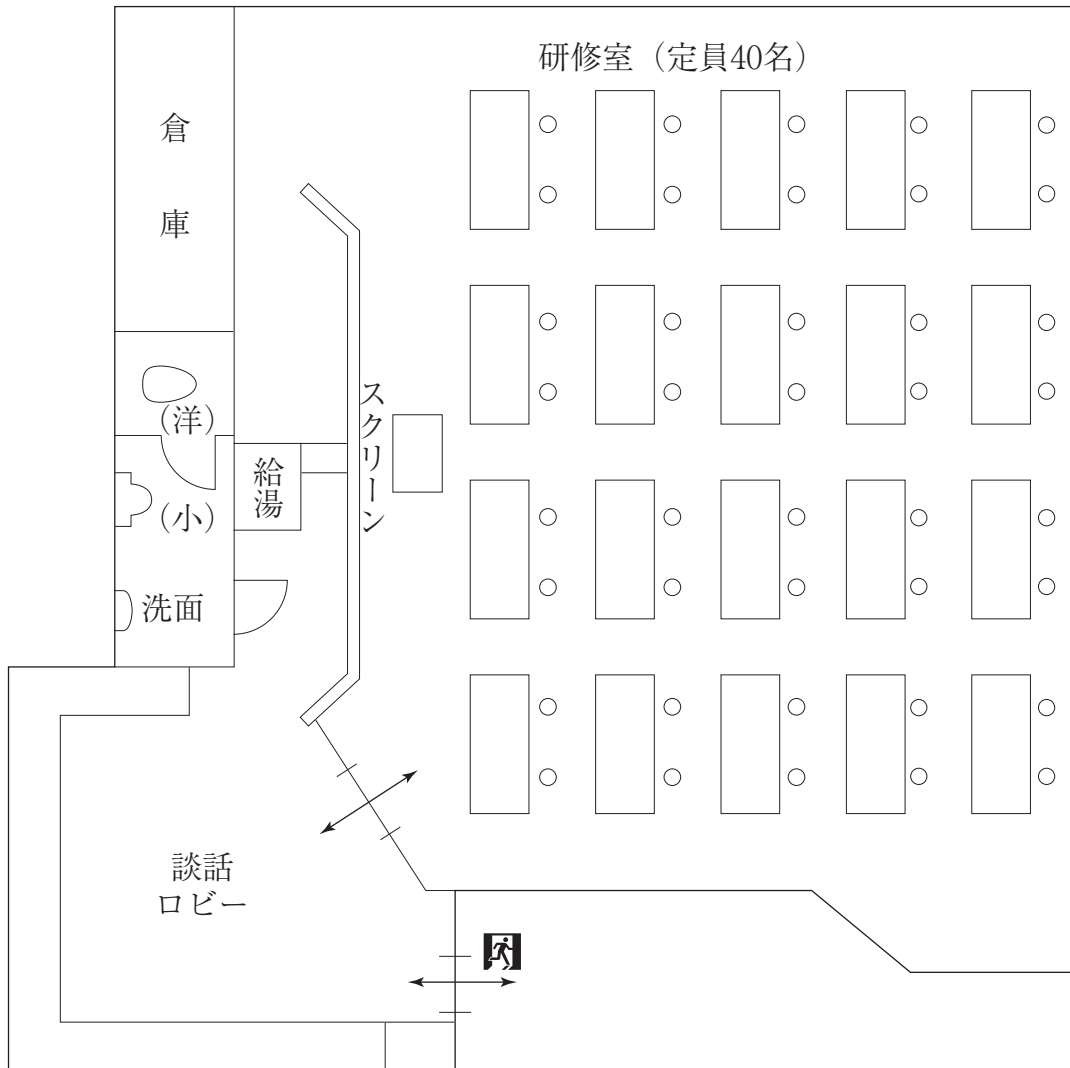 研修室（定員40名）
倉庫
（洋）
スクリーン
給湯
（小）
洗面
談話
ロビー